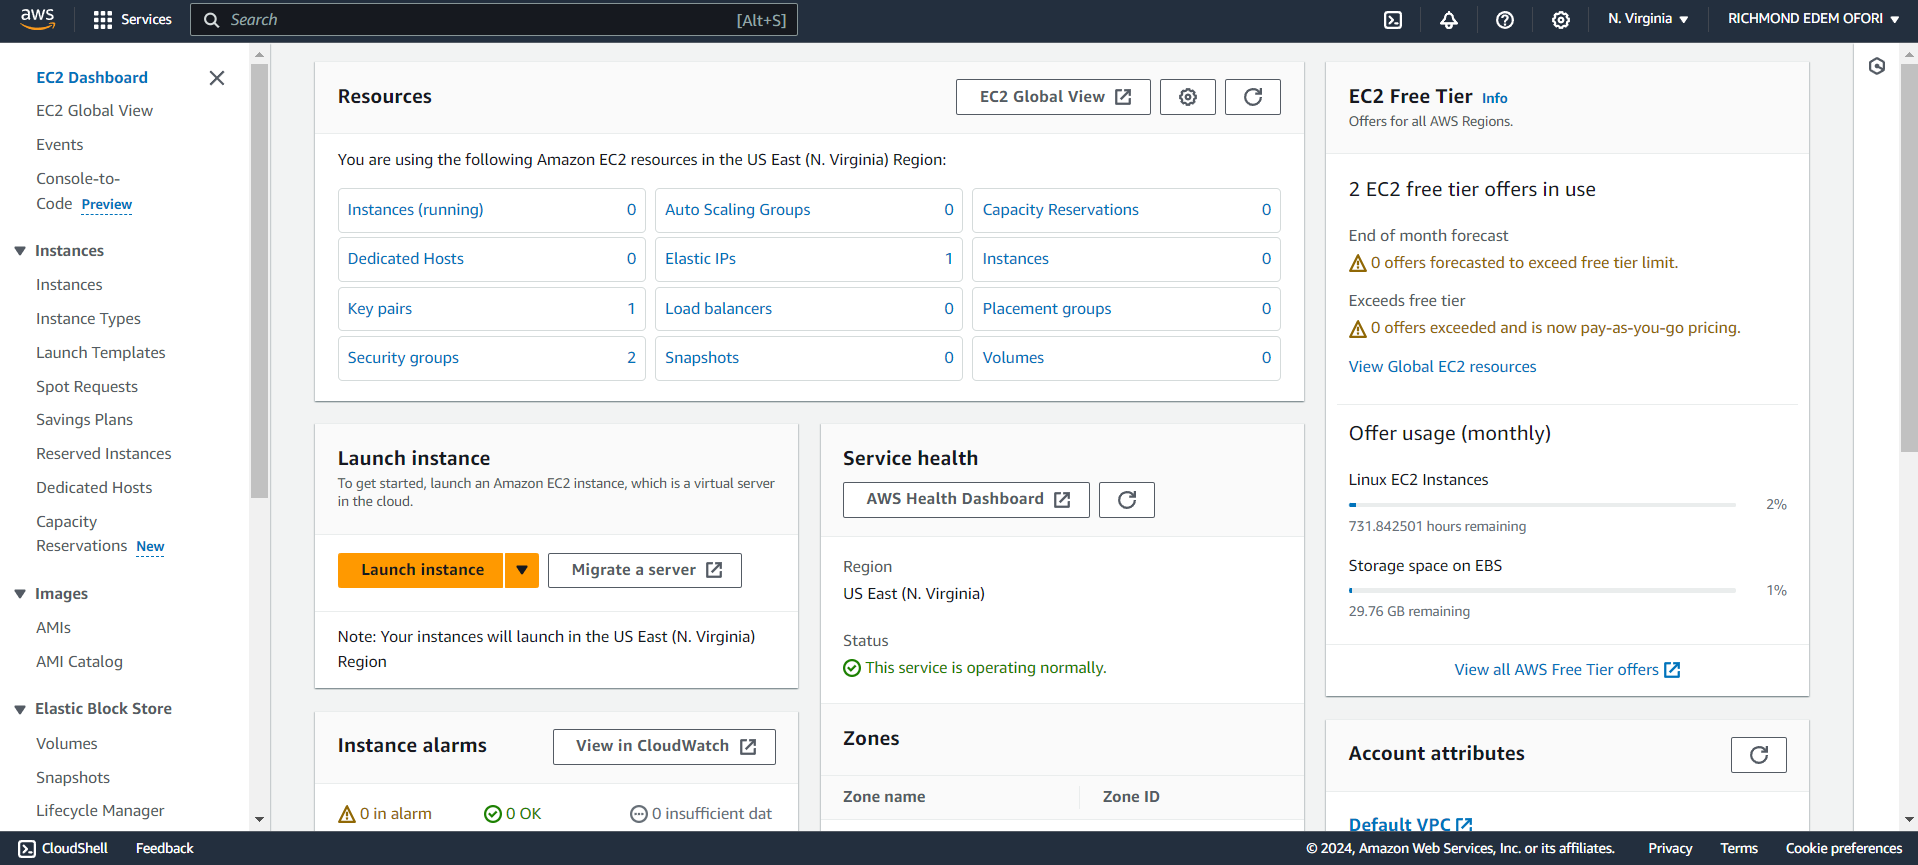 aws
Services
Search
[Alt+S]
N. Virginia
RICHMOND EDEM OFORI
EC2 Dashboard
EC2 Global View
Events
Console-to-
Code Preview
Instances
Instances
Instance Types
Launch Templates
Spot Requests
Savings Plans
Reserved Instances
Dedicated Hosts
Capacity
Reservations New
Images
AMIs
AMI Catalog
Elastic Block Store
Volumes
Snapshots
Lifecycle Manager
Resources
EC2 Global View
You are using the following Amazon EC2 resources in the US East (N. Virginia) Region:
Instances (running) 0
Auto Scaling Groups 0
Capacity Reservations 0
Dedicated Hosts 0
Elastic IPs 1
Instances 0
Key pairs 1
Load balancers 0
Placement groups 0
Security groups 2
Snapshots 0
Volumes 0
Launch instance
To get started, launch an Amazon EC2 instance, which is a virtual server
in the cloud.
Launch instance
Migrate a server
Note: Your instances will launch in the US East (N. Virginia)
Region
Instance alarms
View in CloudWatch
0 in alarm
0 OK
0 insufficient dat
Service health
AWS Health Dashboard
Region
US East (N. Virginia)
Status
This service is operating normally.
Zones
Zone name
Zone ID
EC2 Free Tier Info
Offers for all AWS Regions.
2 EC2 free tier offers in use
End of month forecast
0 offers forecasted to exceed free tier limit.
Exceeds free tier
0 offers exceeded and is now pay-as-you-go pricing.
View Global EC2 resources
Offer usage (monthly)
Linux EC2 Instances
2%
731.842501 hours remaining
Storage space on EBS
1%
29.76 GB remaining
View all AWS Free Tier offers
Account attributes
Default VPC
CloudShell
Feedback
© 2024, Amazon Web Services, Inc. or its affiliates.
Privacy
Terms
Cookie preferences